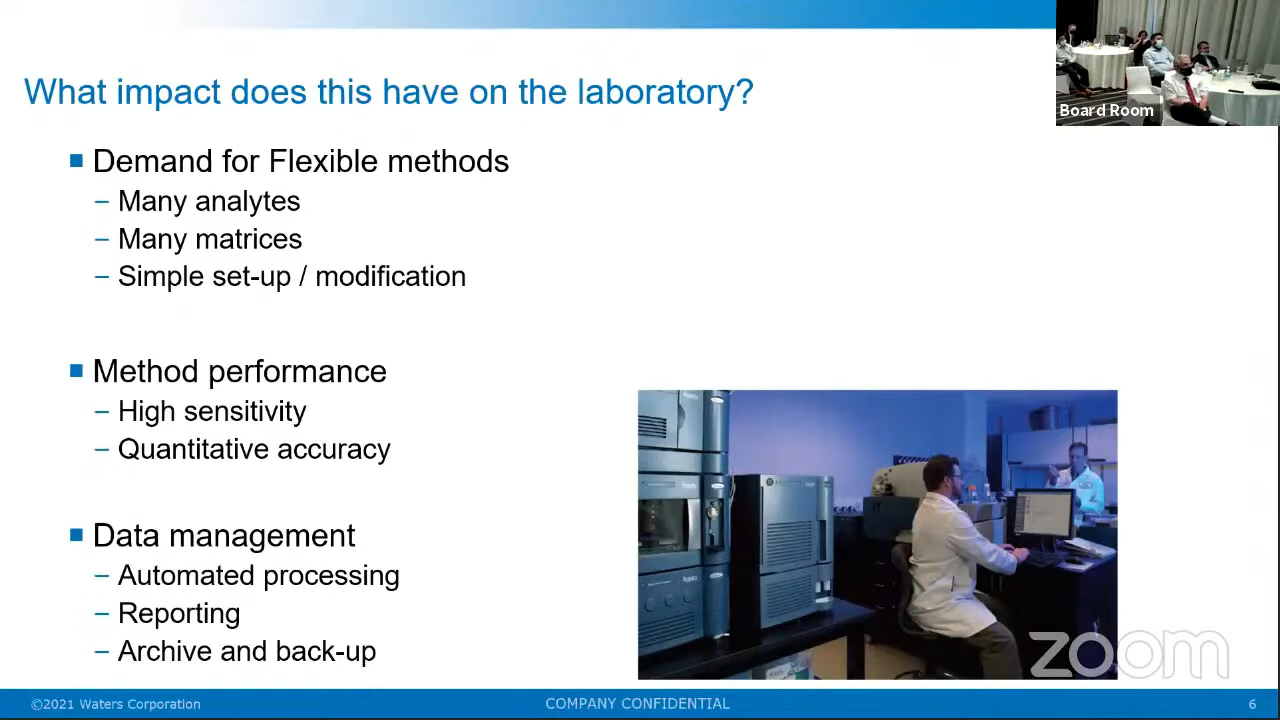 What impact does this have on the laboratory?
Board Room
Demand for Flexible methods
– Many analytes
– Many matrices
– Simple set-up / modification
Method performance
– High sensitivity
– Quantitative accuracy
Data management
– Automated processing
– Reporting
– Archive and back-up
zoom
©2021 Waters Corporation
COMPANY CONFIDENTIAL
6